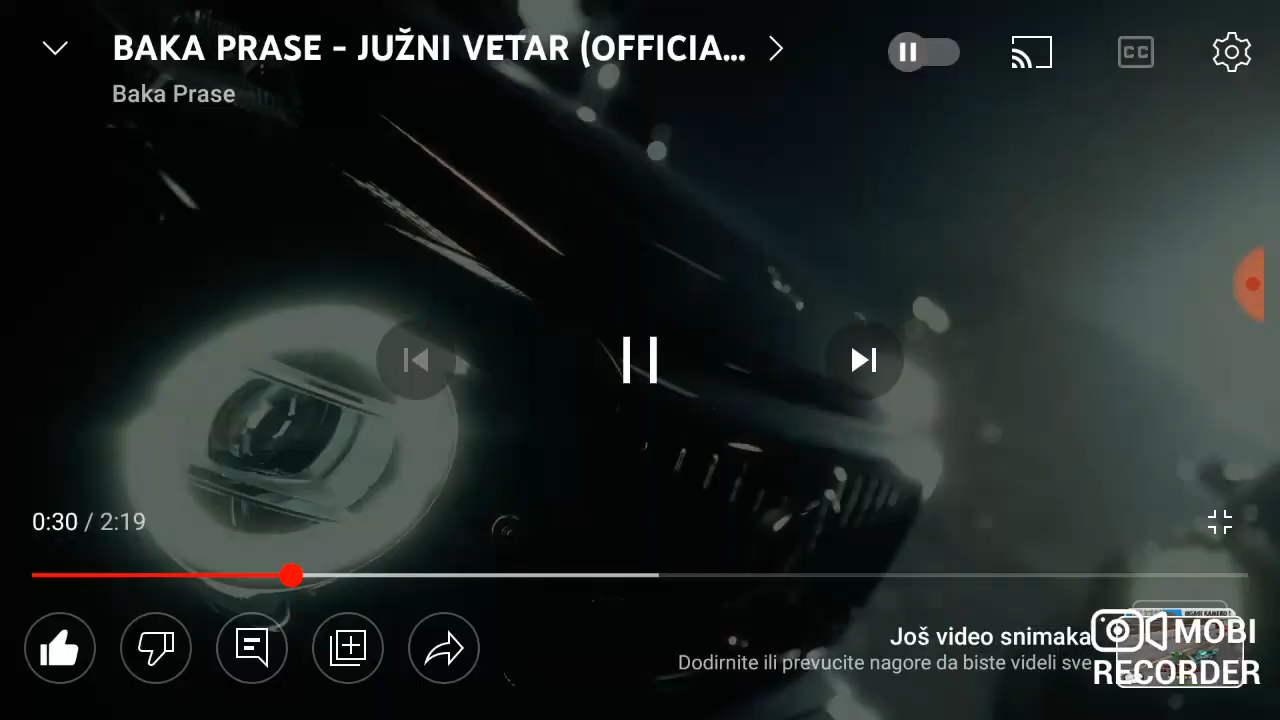 BAKA PRASE - JUŽNI VETAR (OFFICIA...
Baka Prase
CC
0:30 / 2:19
Još video snimaka
Dodirnite ili prevucite nagore da biste videli sve
MOBI
RECORDER